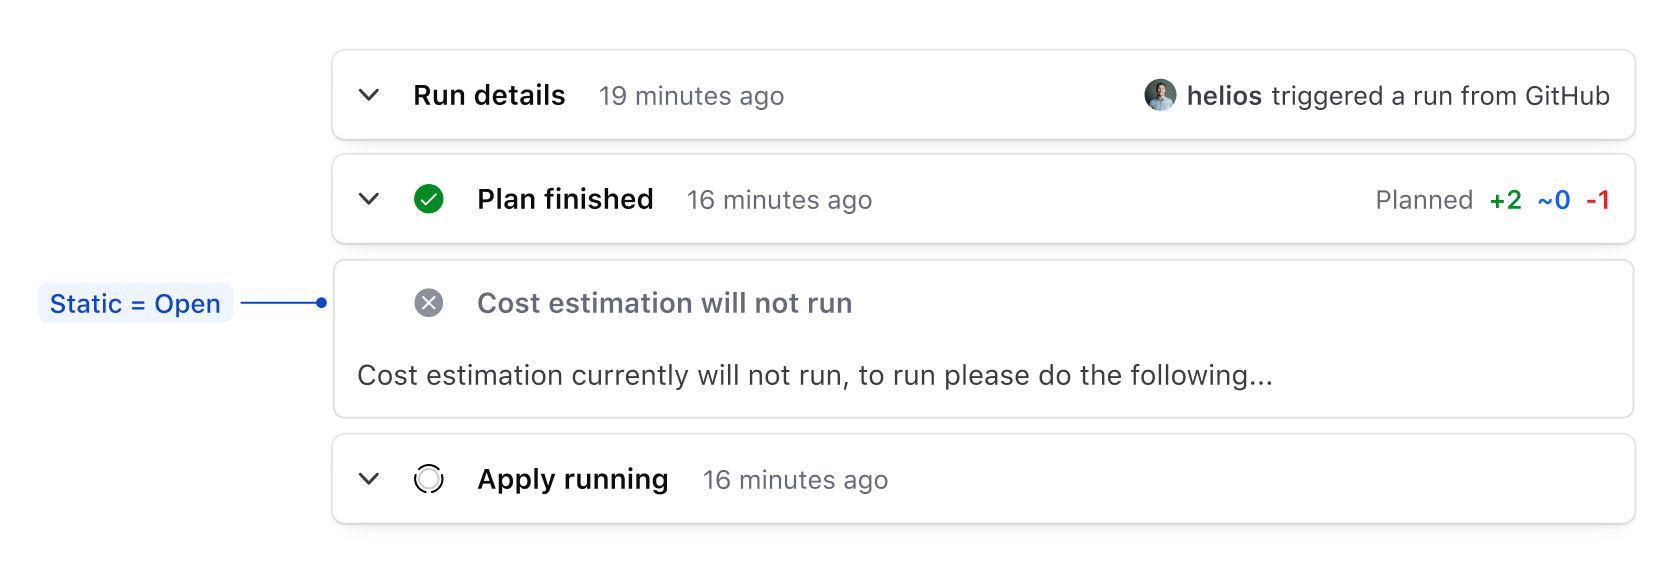 Run details 19 minutes ago helios triggered a run from GitHub
Plan finished 16 minutes ago Planned +2 ~0 -1
Static = Open
Cost estimation will not run
Cost estimation currently will not run, to run please do the following...
Apply running 16 minutes ago